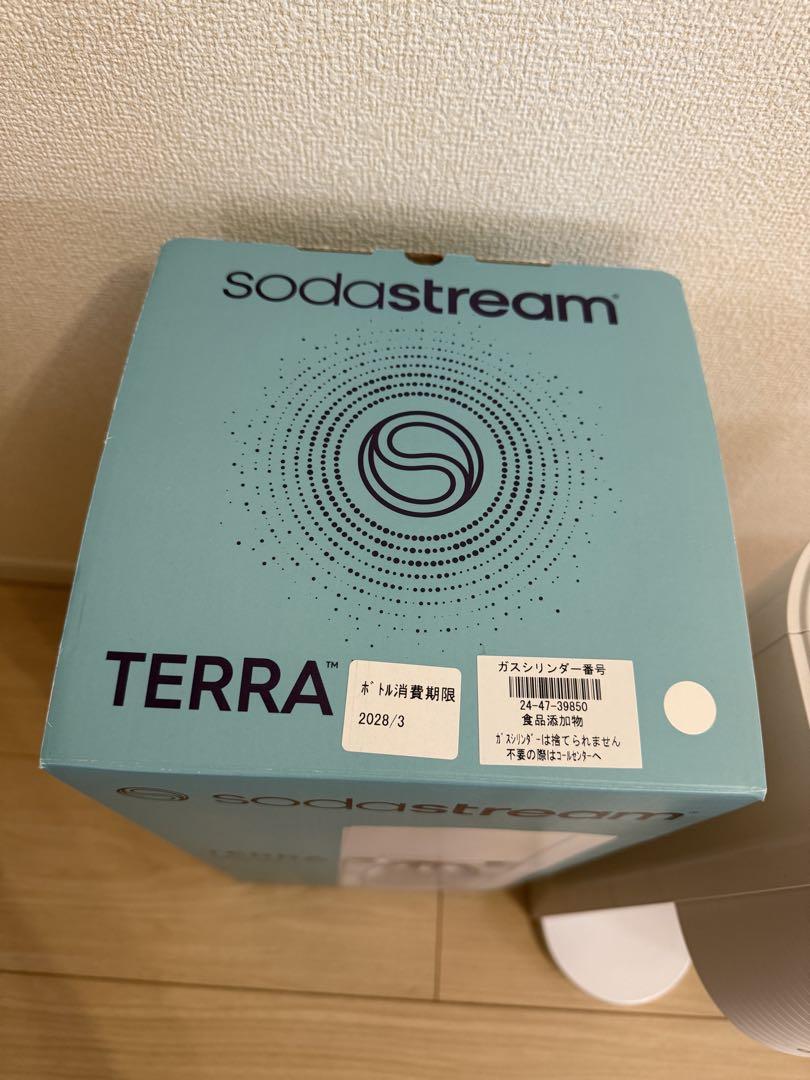 sodastream
TERRA™
ﾎﾞﾄﾙ消費期限
2028/3
ガスシリンダー番号
24-47-39850
食品添加物
ｶﾞｽｼﾘﾝﾀﾞｰは捨てられません
不要の際はｺｰﾙｾﾝﾀｰへ
sodastream
TERRA